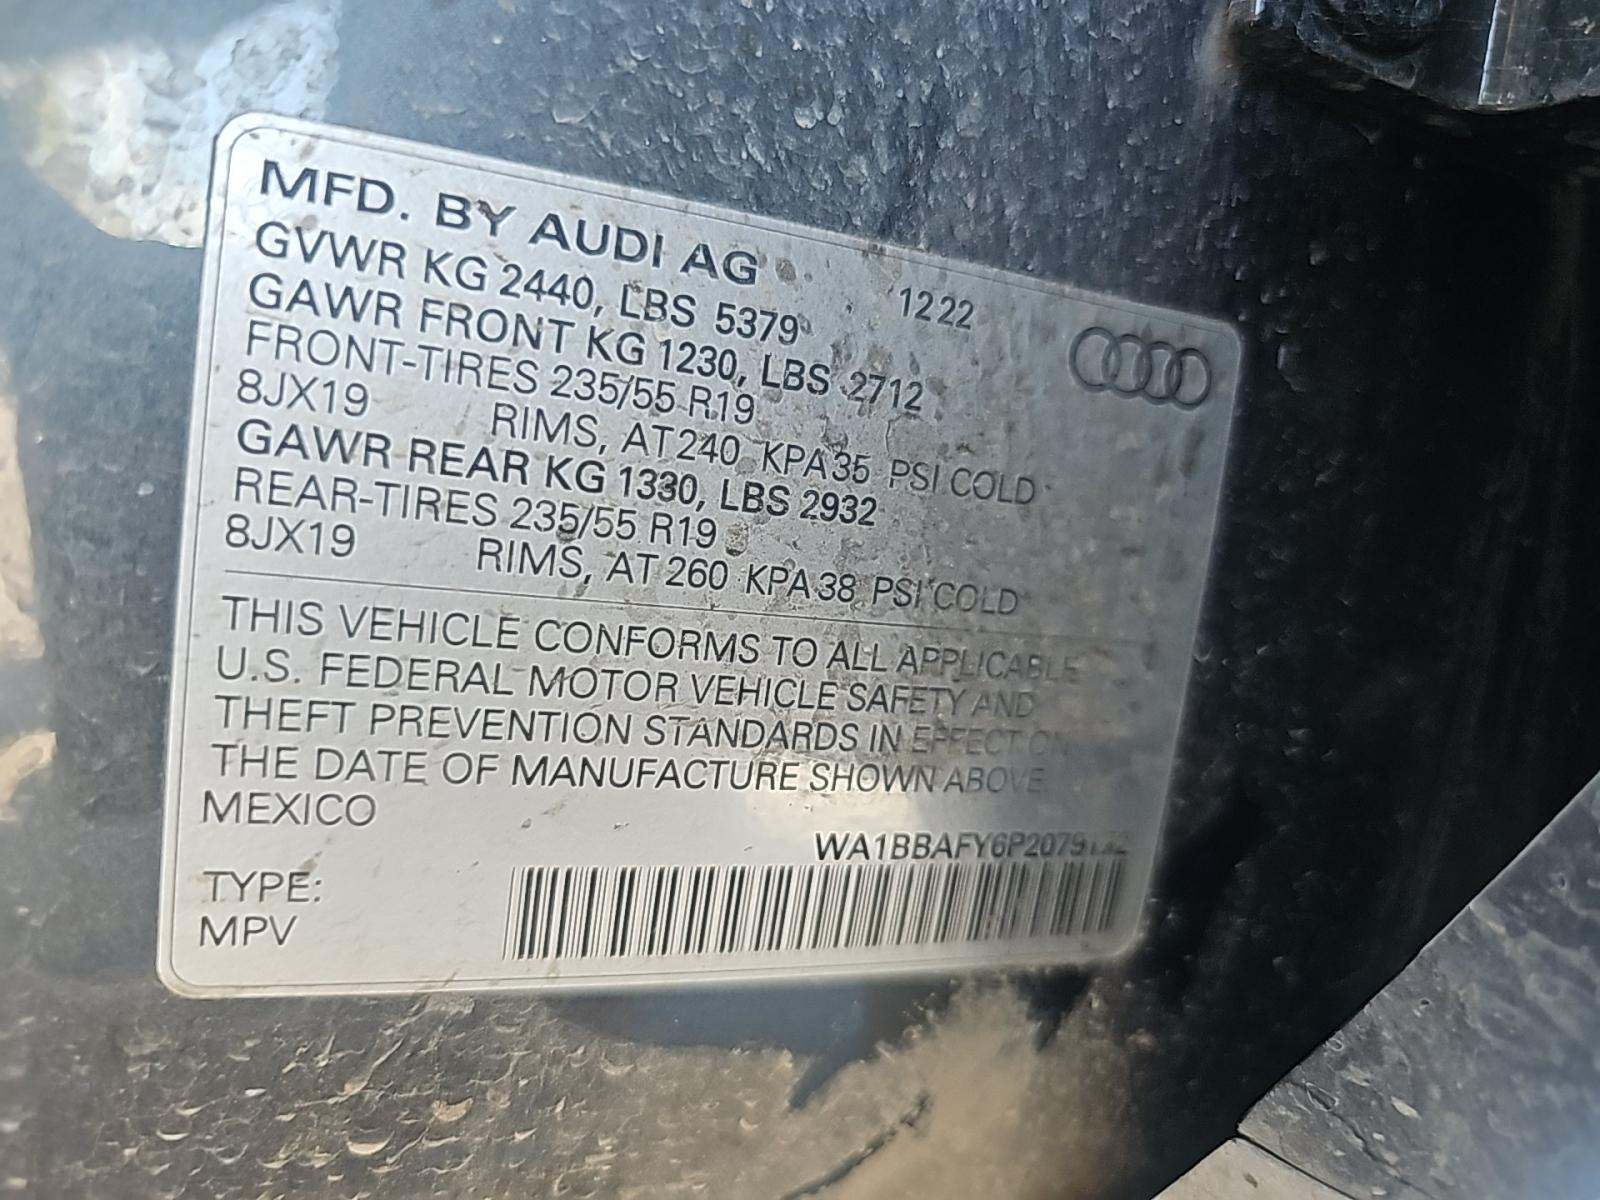 MFD. BY AUDI AG
GVWR KG 2440, LBS 5379 1222
GAWR FRONT KG 1230, LBS 2712
FRONT-TIRES 235/55 R19
8JX19 RIMS, AT 240 KPA 35 PSI COLD
GAWR REAR KG 1330, LBS 2932
REAR-TIRES 235/55 R19
8JX19 RIMS, AT 260 KPA 38 PSI COLD
THIS VEHICLE CONFORMS TO ALL APPLICABLE
U.S. FEDERAL MOTOR VEHICLE SAFETY AND
THEFT PREVENTION STANDARDS IN EFFECT ON
THE DATE OF MANUFACTURE SHOWN ABOVE
MEXICO
TYPE:
MPV